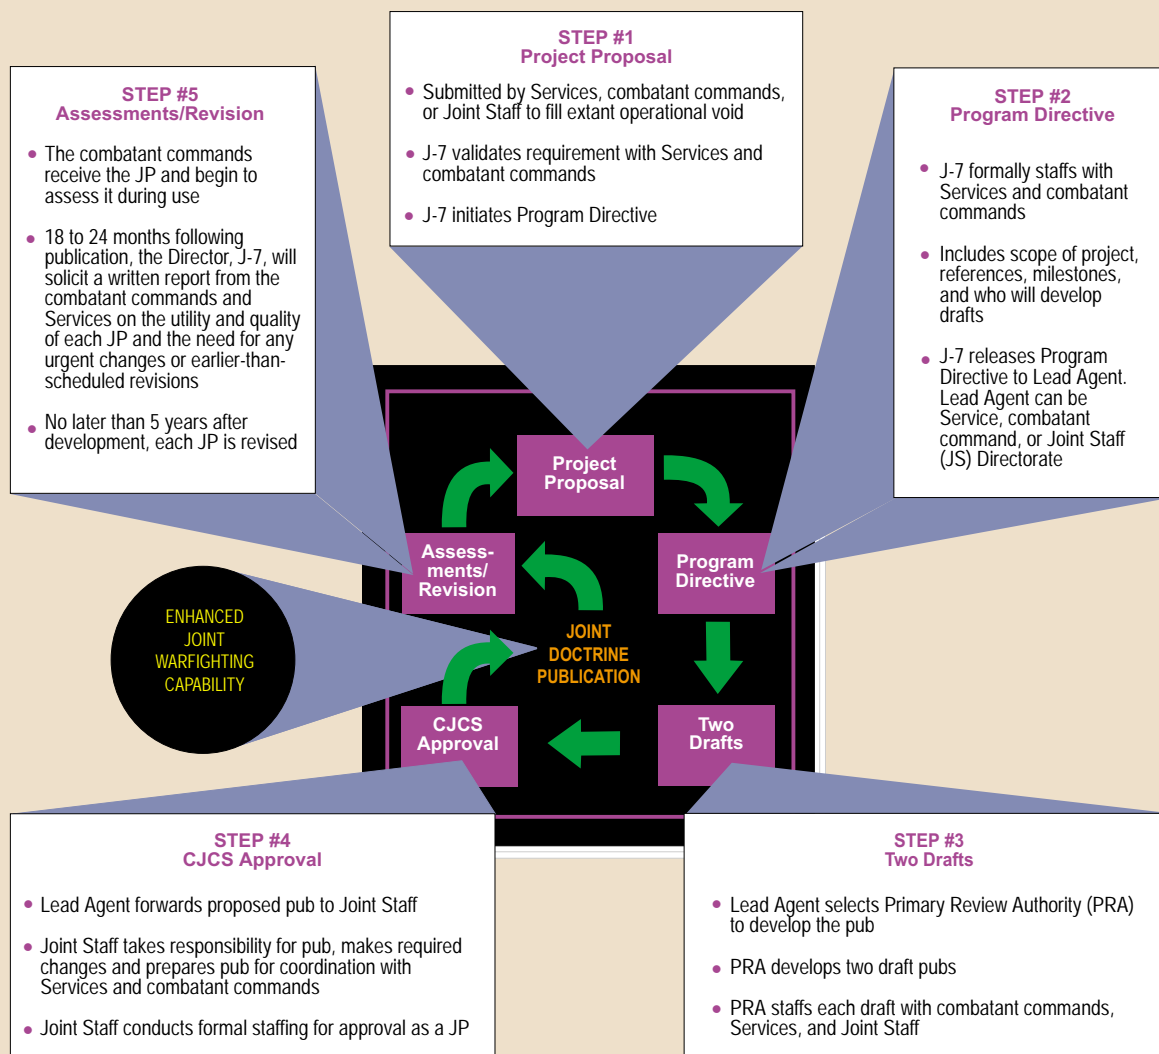 STEP #1
Project Proposal
• Submitted by Services, combatant commands,
or Joint Staff to fill extant operational void
• J-7 validates requirement with Services and
combatant commands
• J-7 initiates Program Directive
STEP #5
Assessments/Revision
• The combatant commands
receive the JP and begin to
assess it during use
• 18 to 24 months following
publication, the Director, J-7, will
solicit a written report from the
combatant commands and
Services on the utility and quality
of each JP and the need for any
urgent changes or earlier-than-
scheduled revisions
• No later than 5 years after
development, each JP is revised
STEP #2
Program Directive
• J-7 formally staffs with
Services and combatant
commands
• Includes scope of project,
references, milestones,
and who will develop
drafts
• J-7 releases Program
Directive to Lead Agent.
Lead Agent can be
Service, combatant
command, or Joint Staff
(JS) Directorate
Project
Proposal
Assess-
ments/
Revision
Program
Directive
ENHANCED
JOINT
WARFIGHTING
CAPABILITY
JOINT
DOCTRINE
PUBLICATION
CJCS
Approval
Two
Drafts
STEP #4
CJCS Approval
• Lead Agent forwards proposed pub to Joint Staff
• Joint Staff takes responsibility for pub, makes required
changes and prepares pub for coordination with
Services and combatant commands
• Joint Staff conducts formal staffing for approval as a JP
STEP #3
Two Drafts
• Lead Agent selects Primary Review Authority (PRA)
to develop the pub
• PRA develops two draft pubs
• PRA staffs each draft with combatant commands,
Services, and Joint Staff